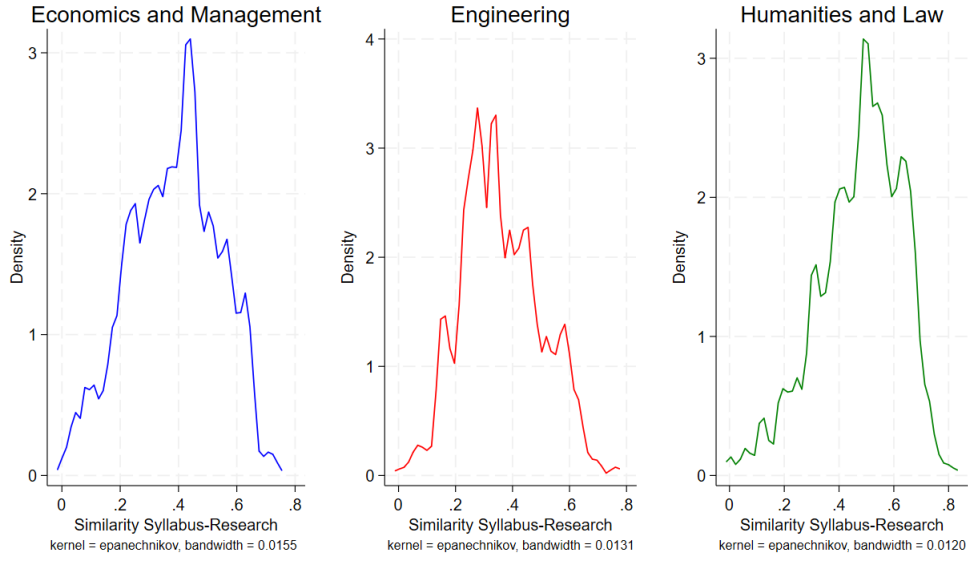 Economics and Management
Density
3
2
1
0
0 .2 .4 .6 .8
Similarity Syllabus-Research
kernel = epanechnikov, bandwidth = 0.0155
Engineering
Density
4
3
2
1
0
0 .2 .4 .6 .8
Similarity Syllabus-Research
kernel = epanechnikov, bandwidth = 0.0131
Humanities and Law
Density
3
2
1
0
0 .2 .4 .6 .8
Similarity Syllabus-Research
kernel = epanechnikov, bandwidth = 0.0120